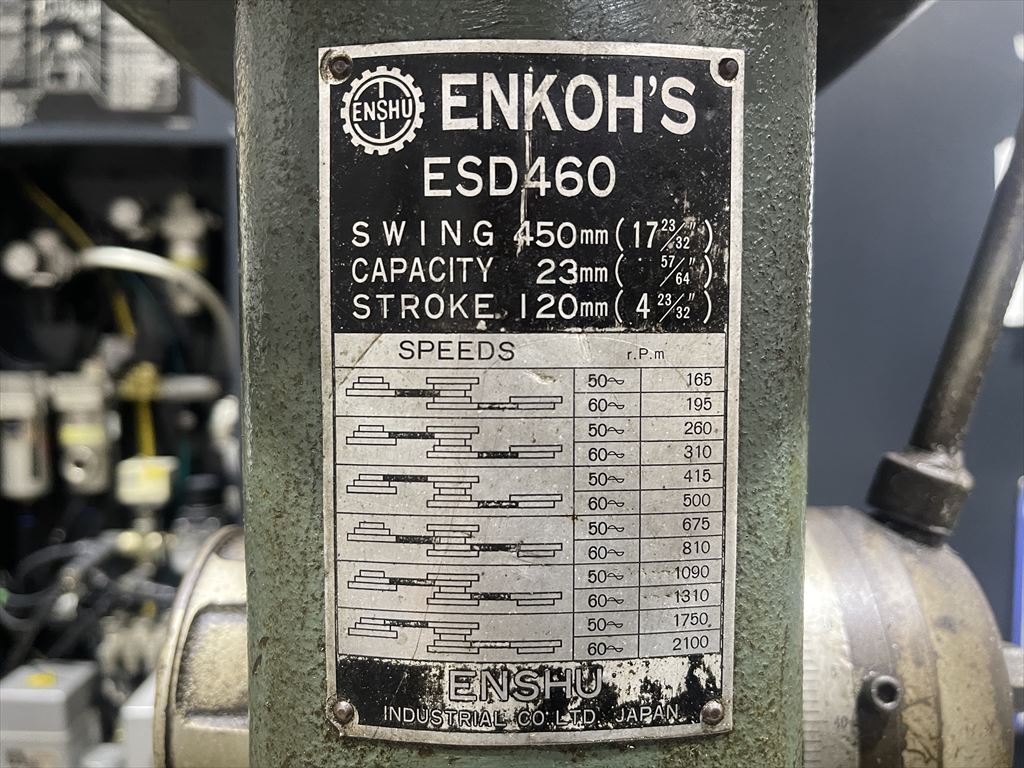 ENSHU
ENKOH'S
ESD460
SWING 450mm (17 23/32")
CAPACITY 23mm ( 57/64")
STROKE 120mm (4 23/32")
SPEEDS r.P.m
50~ 165
60~ 195
50~ 260
60~ 310
50~ 415
60~ 500
50~ 675
60~ 810
50~ 1090
60~ 1310
50~ 1750
60~ 2100
ENSHU
INDUSTRIAL CO. LTD. JAPAN